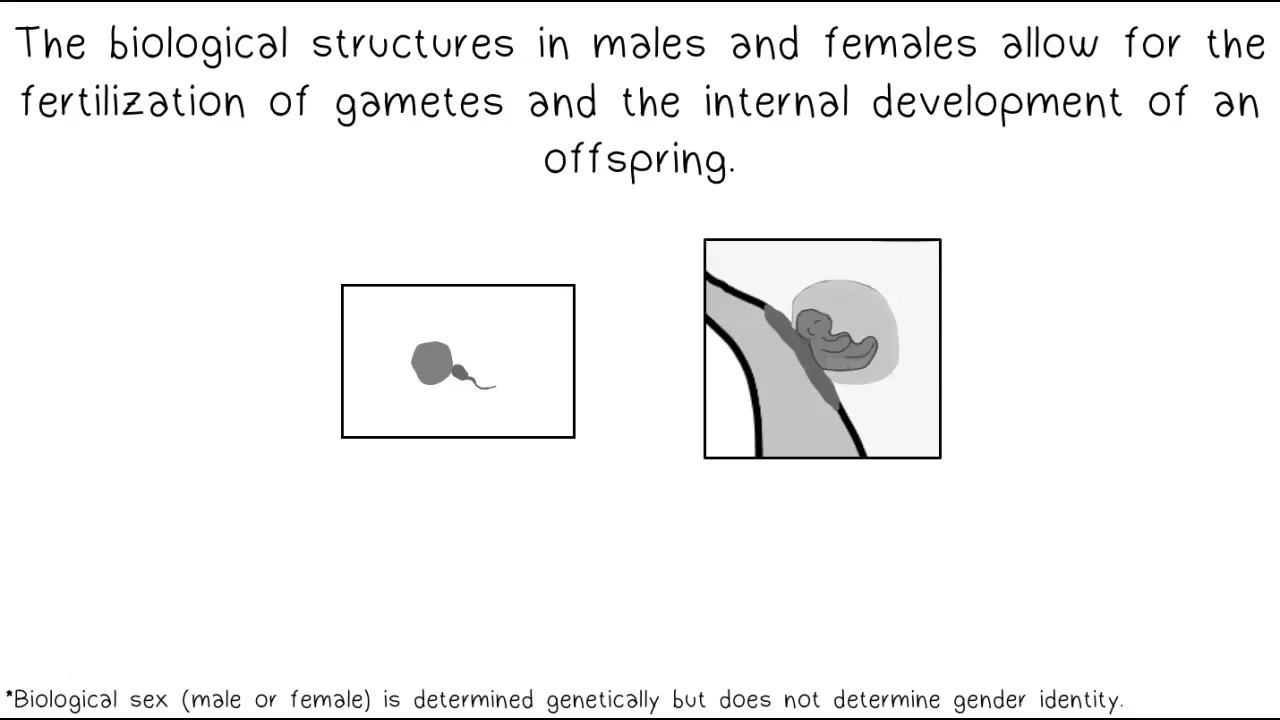 The biological structures in males and females allow for the
fertilization of gametes and the internal development of an
offspring.
*Biological sex (male or female) is determined genetically but does not determine gender identity.